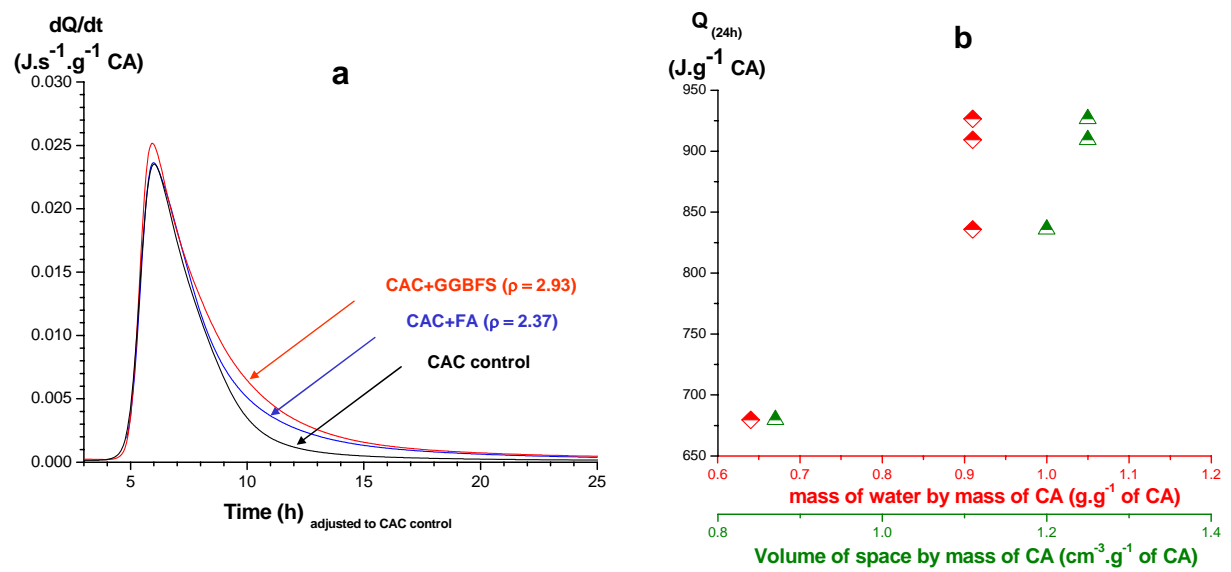 dQ/dt
(J.s⁻¹.g⁻¹ CA)
a
0.030
0.025
0.020
0.015
0.010
0.005
0.000
CAC+GGBFS (ρ = 2.93)
CAC+FA (ρ = 2.37)
CAC control
5 10 15 20 25
Time (h) adjusted to CAC control
Q (24h)
(J.g⁻¹ CA)
b
950
900
850
800
750
700
650
0.6 0.7 0.8 0.9 1.0 1.1 1.2
mass of water by mass of CA (g.g⁻¹ of CA)
0.8 1.0 1.2 1.4
Volume of space by mass of CA (cm⁻³.g⁻¹ of CA)